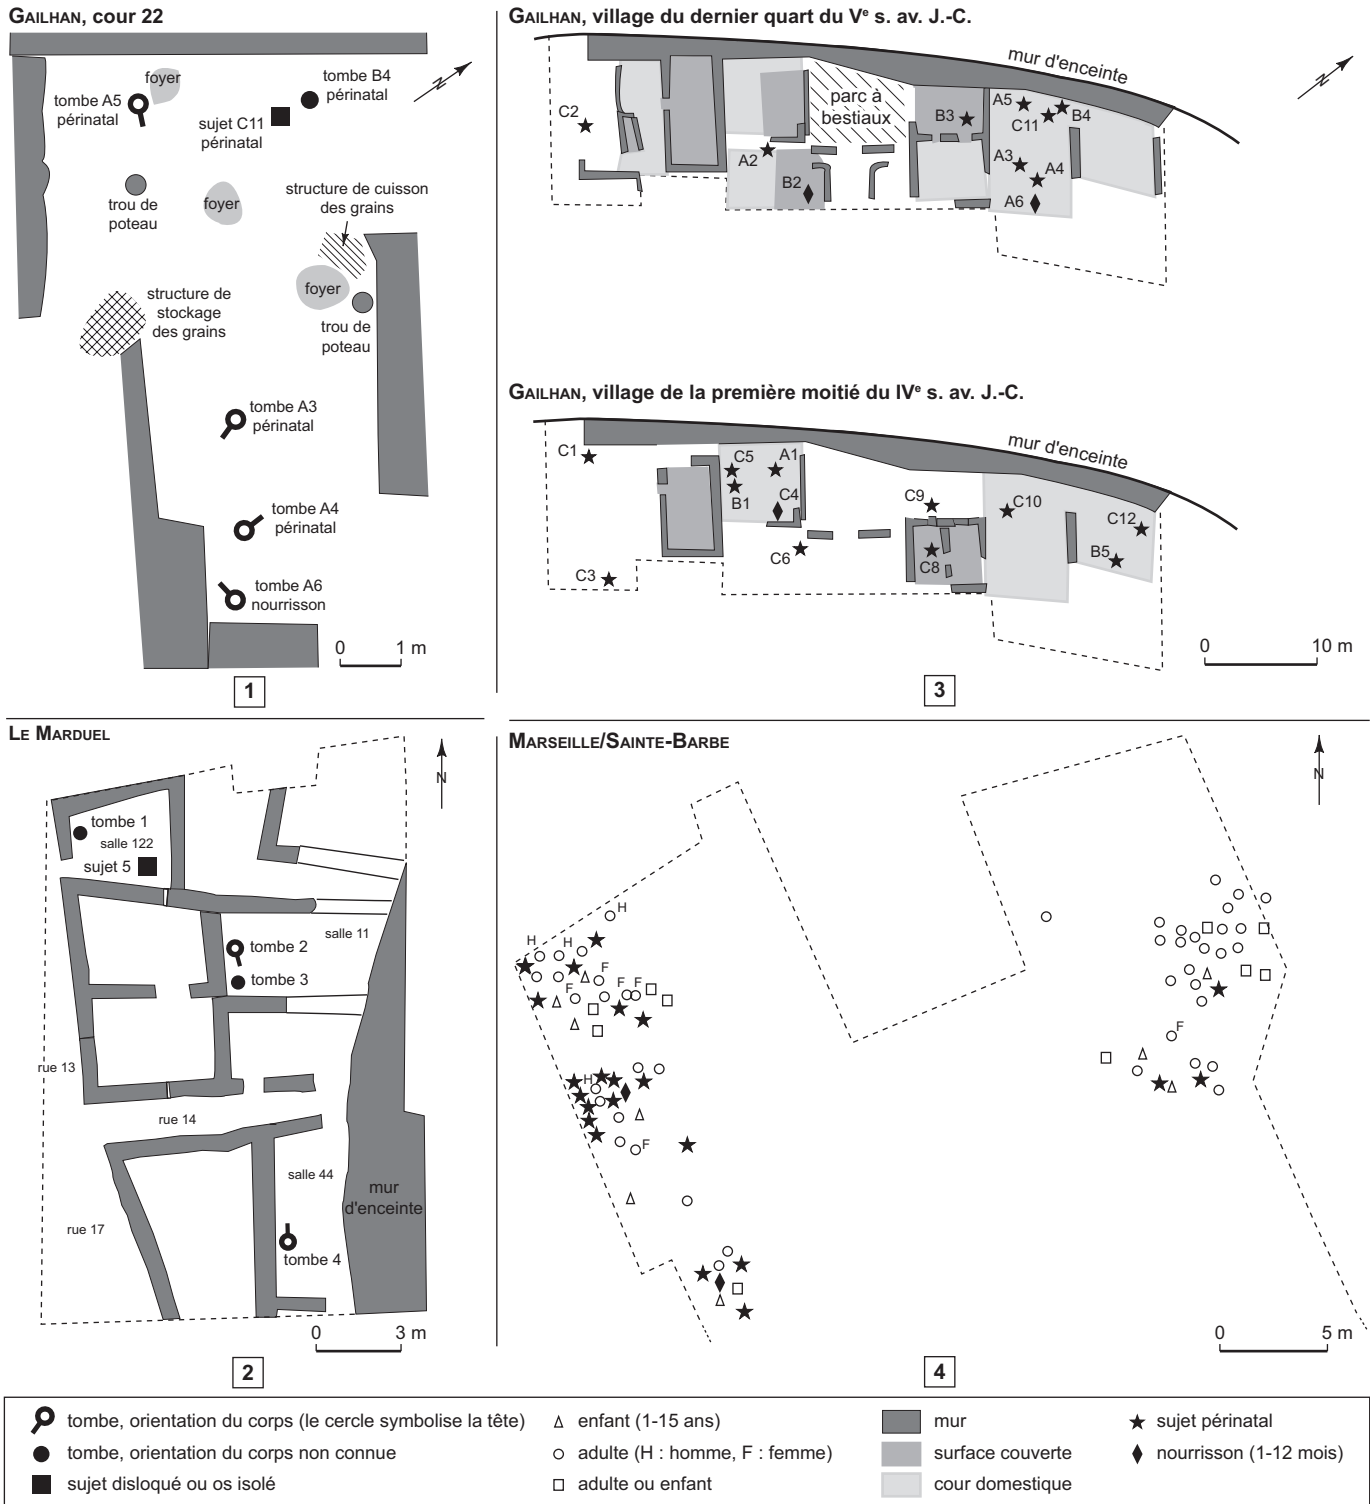 GAILHAN, cour 22
foyer
tombe A5
périnatal
tombe B4
périnatal
sujet C11
périnatal
N
trou de
poteau
foyer
structure de cuisson
des grains
foyer
trou de
poteau
structure de
stockage
des grains
tombe A3
périnatal
tombe A4
périnatal
tombe A6
nourrisson
0 1 m
1
GAILHAN, village du dernier quart du Ve s. av. J.-C.
mur d'enceinte
N
parc à
bestiaux
C2
A2
B2
B3
A5
C11
B4
A3
A4
A6
GAILHAN, village de la première moitié du IVe s. av. J.-C.
mur d'enceinte
C1
C5
A1
B1
C4
C9
C10
C12
C6
C8
B5
C3
0 10 m
3
LE MARDUEL
N
tombe 1
salle 122
sujet 5
salle 11
tombe 2
tombe 3
rue 13
rue 14
salle 44
mur
d'enceinte
rue 17
tombe 4
0 3 m
2
MARSEILLE/SAINTE-BARBE
N
H
H
H
F
F
F
F
H
F
F
0 5 m
4
tombe, orientation du corps (le cercle symbolise la tête)
tombe, orientation du corps non connue
sujet disloqué ou os isolé
enfant (1-15 ans)
adulte (H : homme, F : femme)
adulte ou enfant
mur
surface couverte
cour domestique
sujet périnatal
nourrisson (1-12 mois)